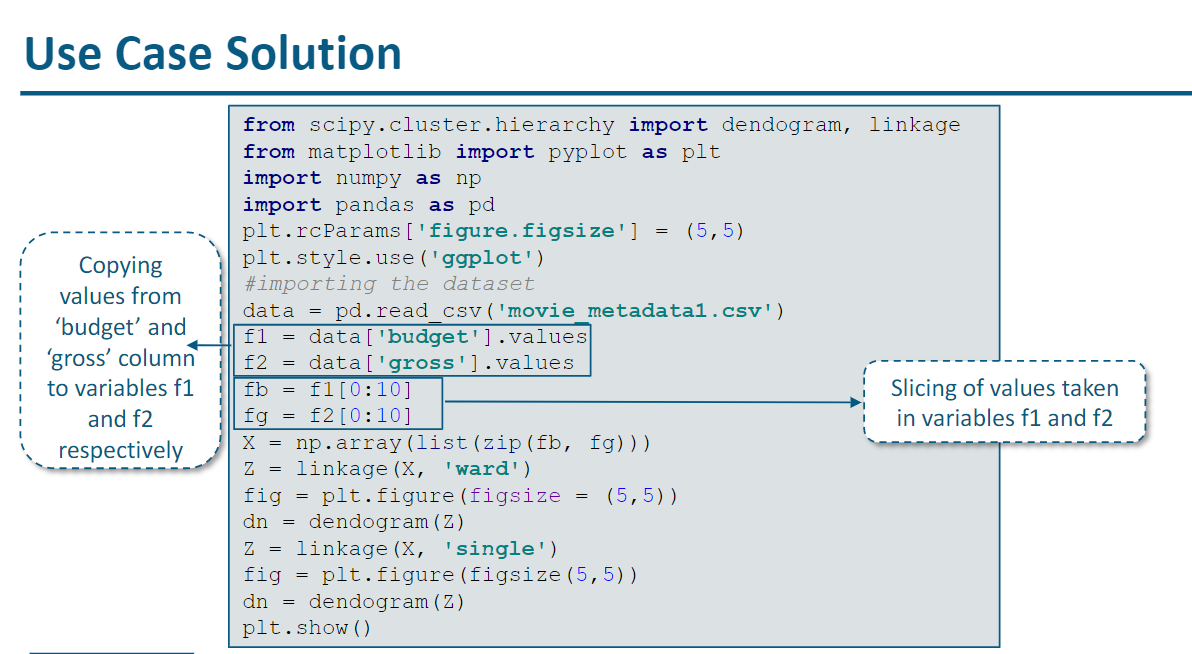 Use Case Solution
from scipy.cluster.hierarchy import dendogram, linkage
from matplotlib import pyplot as plt
import numpy as np
import pandas as pd
plt.rcParams['figure.figsize'] = (5,5)
plt.style.use('ggplot')
#importing the dataset
data = pd.read_csv('movie_metadata1.csv')
f1 = data['budget'].values
f2 = data['gross'].values
fb = f1[0:10]
fg = f2[0:10]
X = np.array(list(zip(fb, fg)))
Z = linkage(X, 'ward')
fig = plt.figure(figsize = (5,5))
dn = dendogram(Z)
Z = linkage(X, 'single')
fig = plt.figure(figsize(5,5))
dn = dendogram(Z)
plt.show()
Copying
values from
‘budget’ and
‘gross’ column
to variables f1
and f2
respectively
Slicing of values taken
in variables f1 and f2